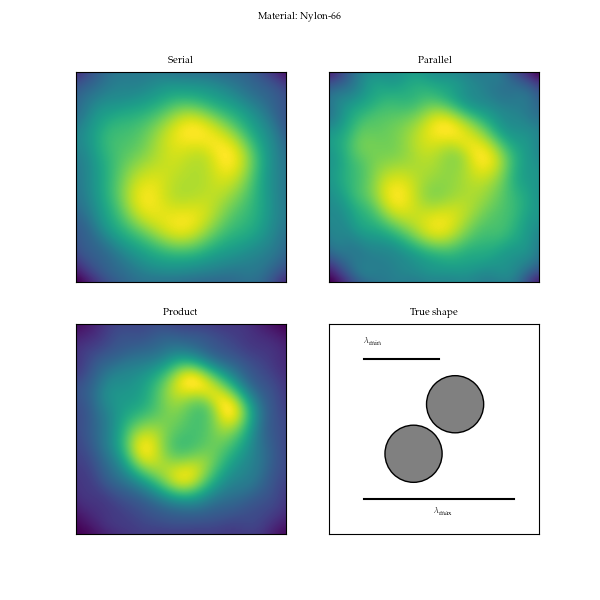 Material: Nylon-66
Serial
Parallel
Product
True shape
λmin
λmax